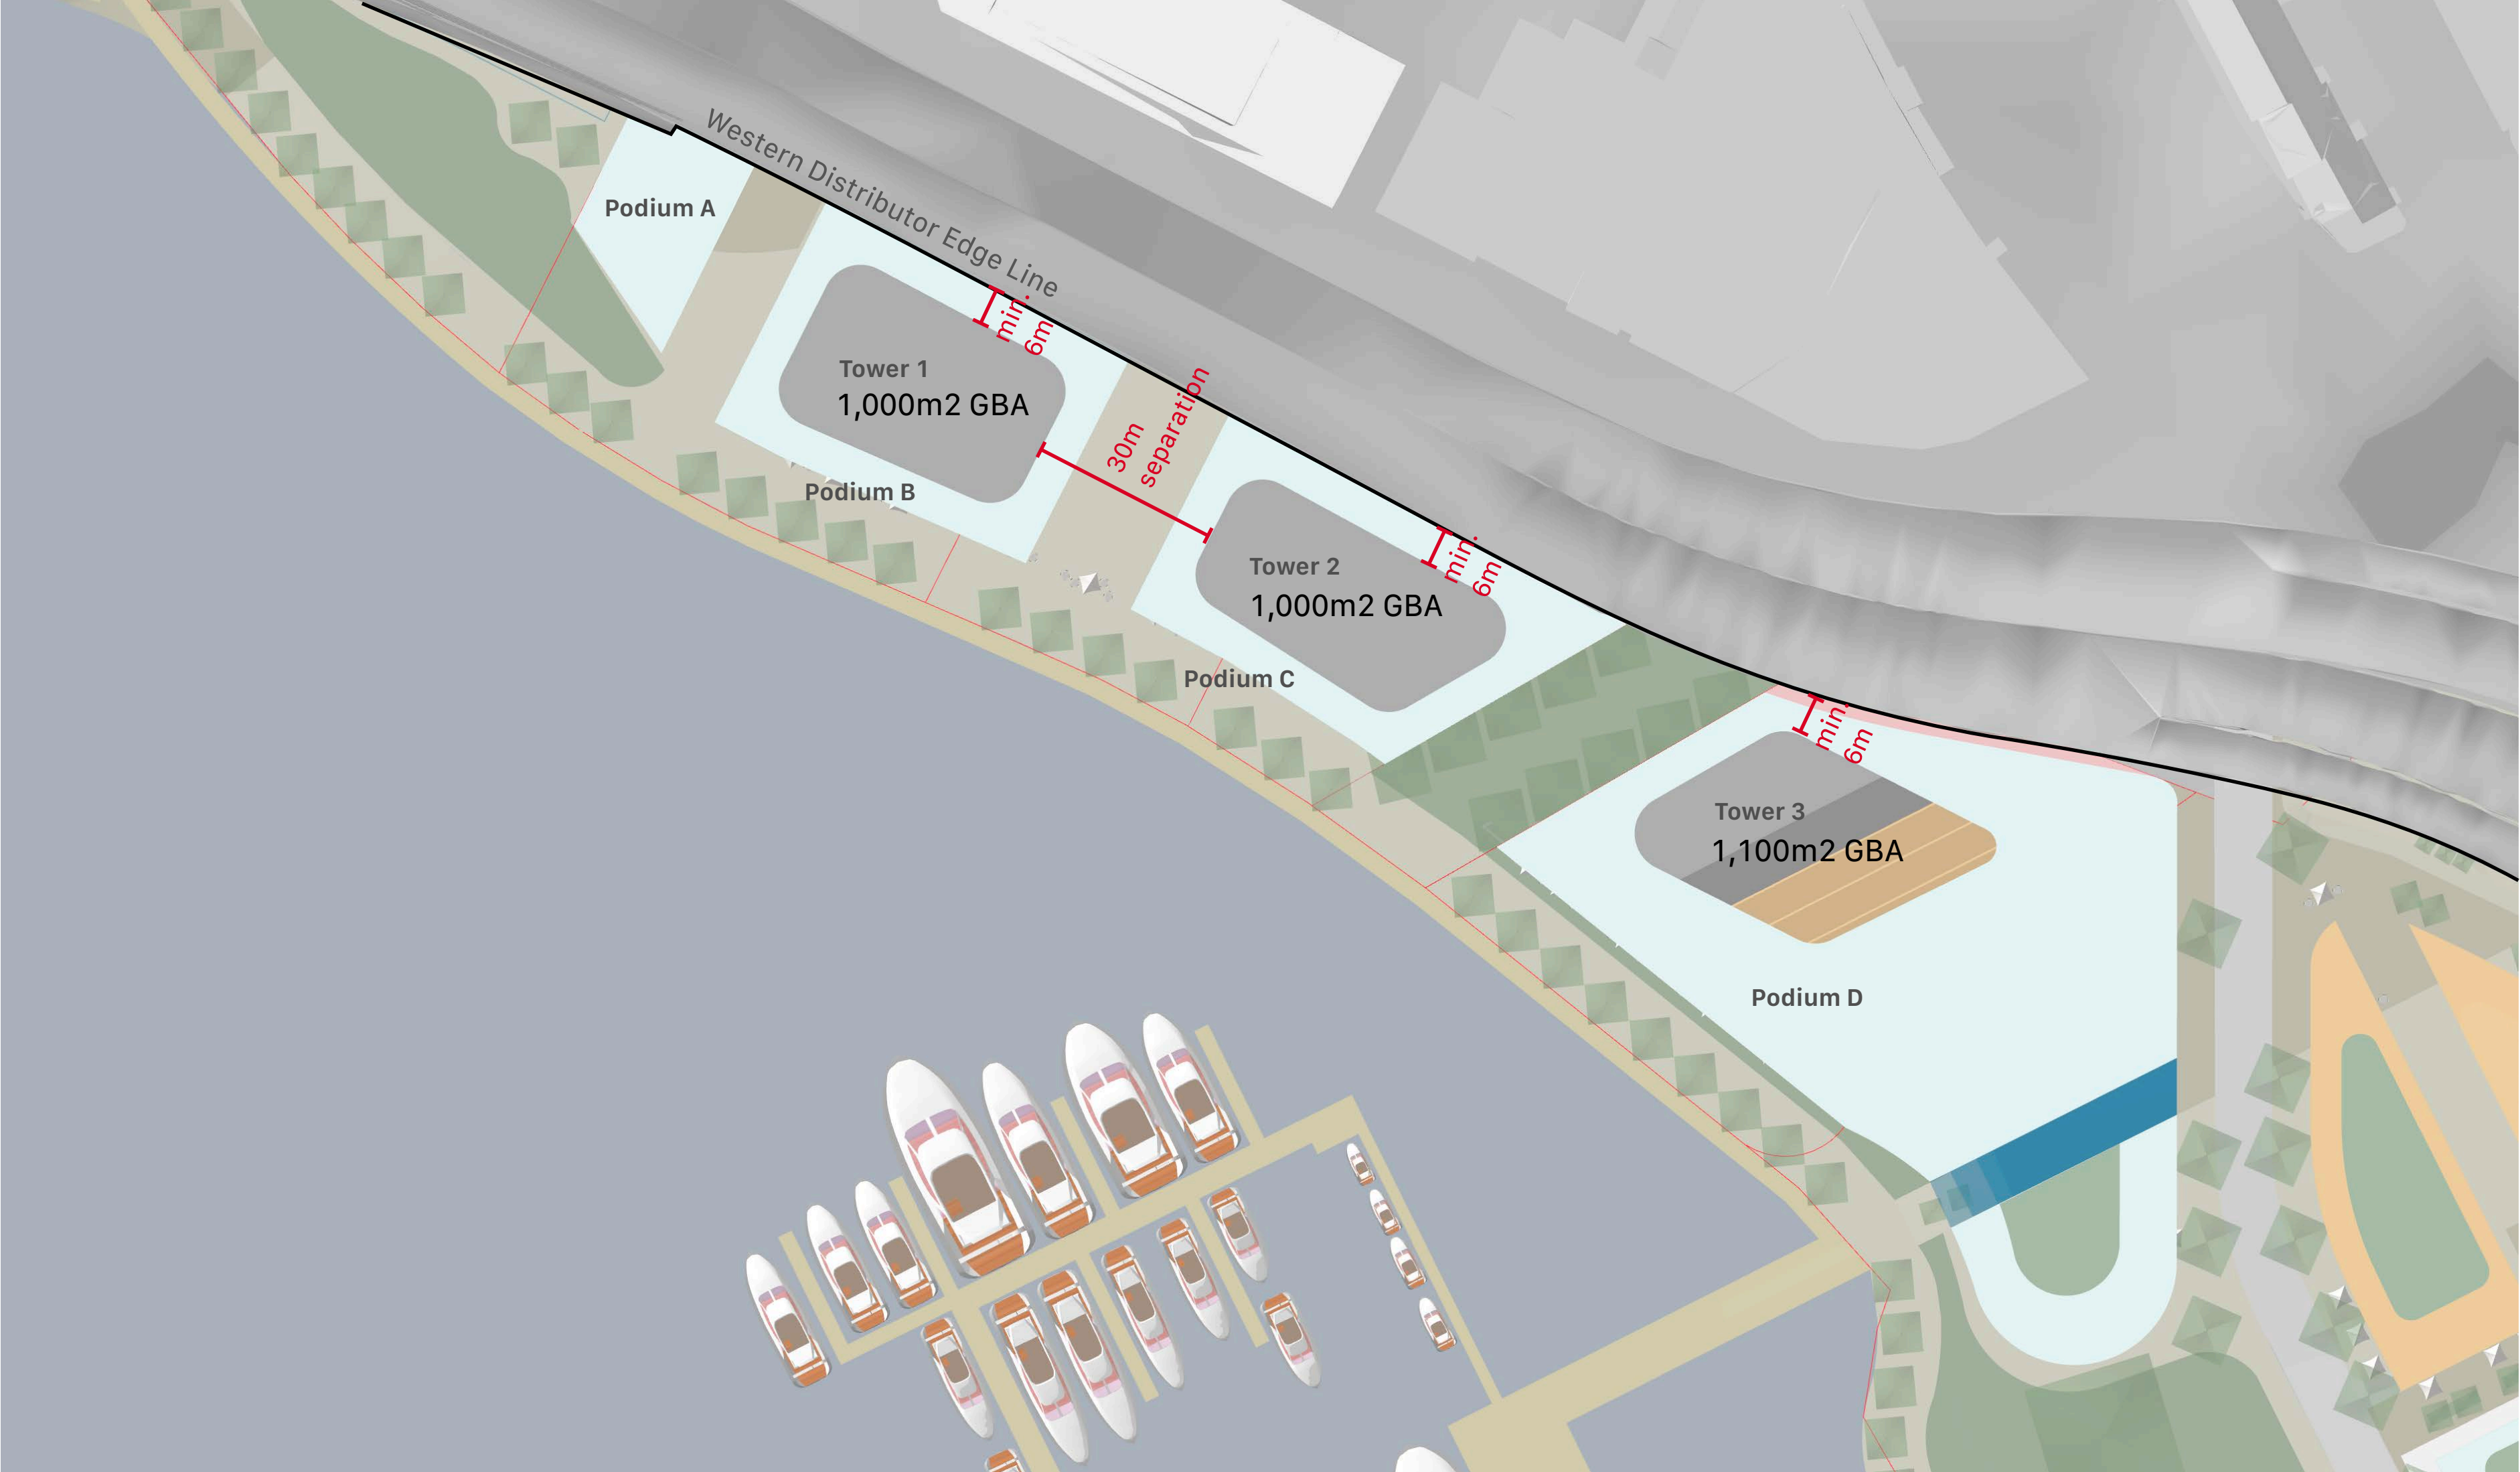 Western Distributor Edge Line
Podium A
min.
6m
Tower 1
1,000m2 GBA
30m
separation
Podium B
min.
6m
Tower 2
1,000m2 GBA
Podium C
min.
6m
Tower 3
1,100m2 GBA
Podium D